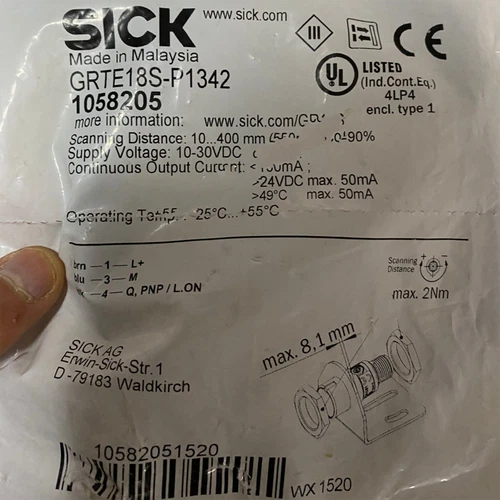 SICK www.sick.com
Made in Malaysia
GRTE18S-P1342
1058205
LISTED
(Ind.Cont.Eq.)
4LP4
encl. type 1
more information: www.sick.com/
Scanning Distance: 10...400 mm 90%
Supply Voltage: 10-30VDC
Continuous Output Current:
>24VDC max. 50mA
>49°C max. 50mA
Operating -25°C...+55°C
brn – 1 – L+
blu – 3 – M
– 4 – Q, PNP / L.ON
Scanning
Distance
+ -
max. 2Nm
SICK AG
Erwin-Sick-Str. 1
D -79183 Waldkirch
max. 8,1 mm
10582051520
WX 1520